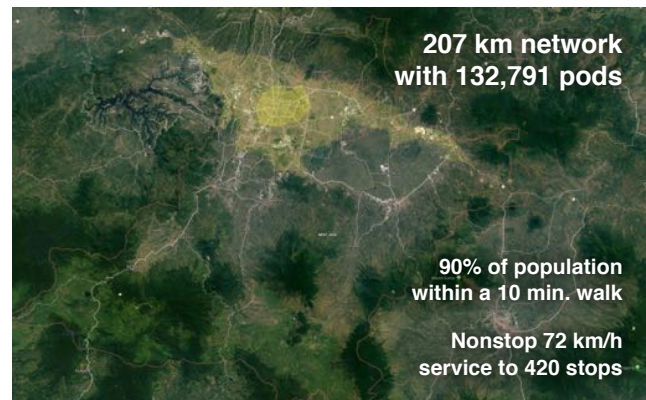 207 km network
with 132,791 pods
90% of population
within a 10 min. walk
Nonstop 72 km/h
service to 420 stops